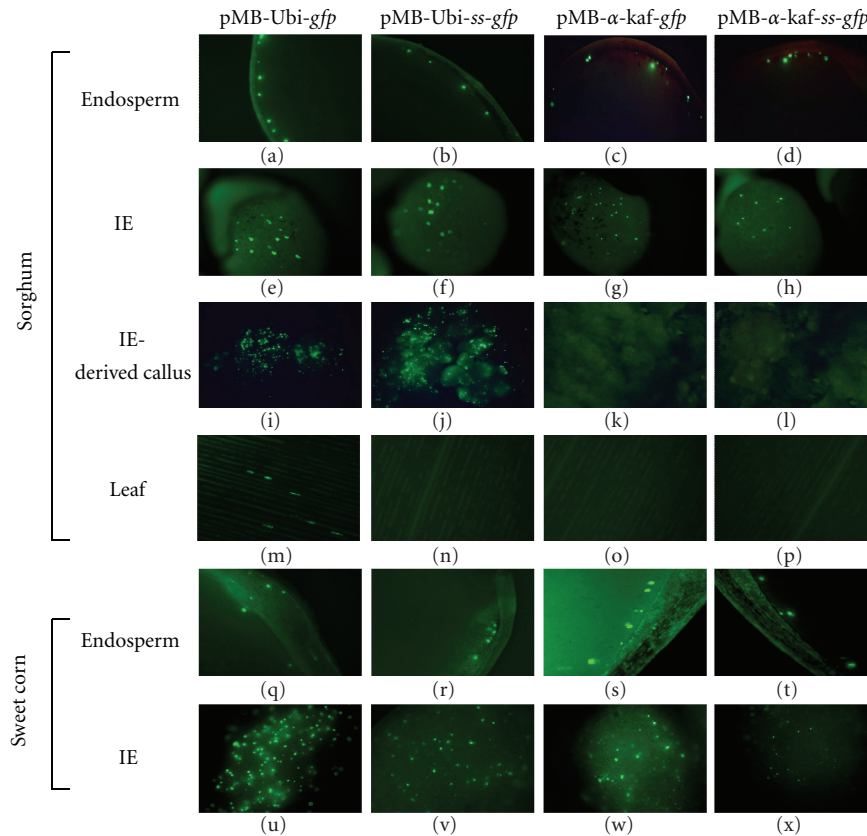 pMB-Ubi-gfp pMB-Ubi-ss-gfp pMB-α-kaf-gfp pMB-α-kaf-ss-gfp
Sorghum
Endosperm
(a) (b) (c) (d)
IE
(e) (f) (g) (h)
IE-
derived callus
(i) (j) (k) (l)
Leaf
(m) (n) (o) (p)
Sweet corn
Endosperm
(q) (r) (s) (t)
IE
(u) (v) (w) (x)